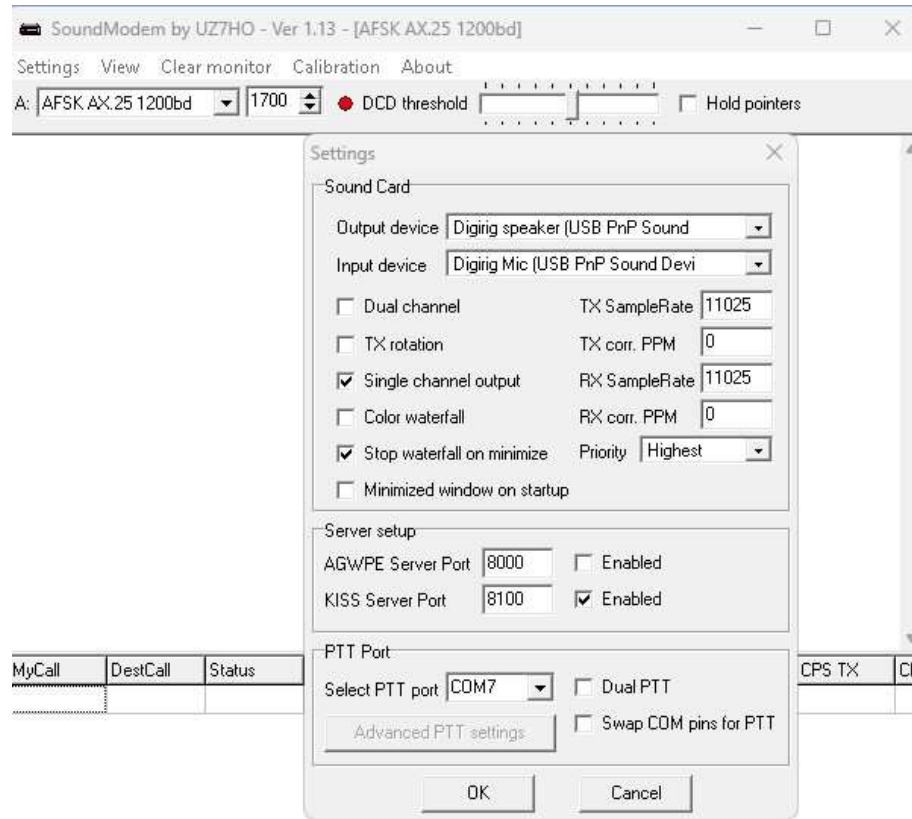 SoundModem by UZ7HO - Ver 1.13 - [AFSK AX.25 1200bd]
Settings View Clear monitor Calibration About
A: AFSK AX.25 1200bd 1700 DCD threshold Hold pointers
Settings
Sound Card
Output device Digirig speaker (USB PnP Sound
Input device Digirig Mic (USB PnP Sound Devi
Dual channel TX SampleRate 11025
TX rotation TX corr. PPM 0
Single channel output RX SampleRate 11025
Color waterfall RX corr. PPM 0
Stop waterfall on minimize Priority Highest
Minimized window on startup
Server setup
AGWPE Server Port 8000 Enabled
KISS Server Port 8100 Enabled
PTT Port
MyCall DestCall Status CPS TX
Select PTT port COM7 Dual PTT
Advanced PTT settings Swap COM pins for PTT
OK Cancel